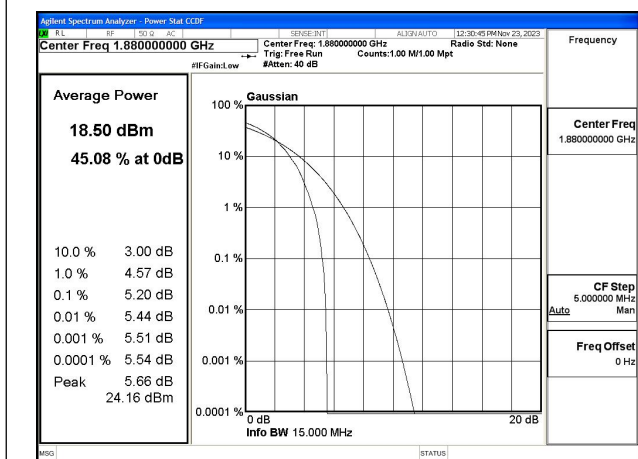 Agilent Spectrum Analyzer - Power Stat CCDF
LXI RL RF 50 Ω AC SENSE:INT ALIGN AUTO 12:30:45 PM Nov 23, 2023
Center Freq 1.880000000 GHz
Center Freq: 1.880000000 GHz Radio Std: None
Trig: Free Run Counts:1.00 M/1.00 Mpt
#IFGain:Low #Atten: 40 dB
Frequency
Average Power
18.50 dBm
45.08 % at 0dB
10.0 % 3.00 dB
1.0 % 4.57 dB
0.1 % 5.20 dB
0.01 % 5.44 dB
0.001 % 5.51 dB
0.0001 % 5.54 dB
Peak 5.66 dB
24.16 dBm
Gaussian
100 %
10 %
1 %
0.1 %
0.01 %
0.001 %
0.0001 %
0 dB 20 dB
Info BW 15.000 MHz
Center Freq
1.880000000 GHz
CF Step
5.000000 MHz
Auto Man
Freq Offset
0 Hz
MSG STATUS